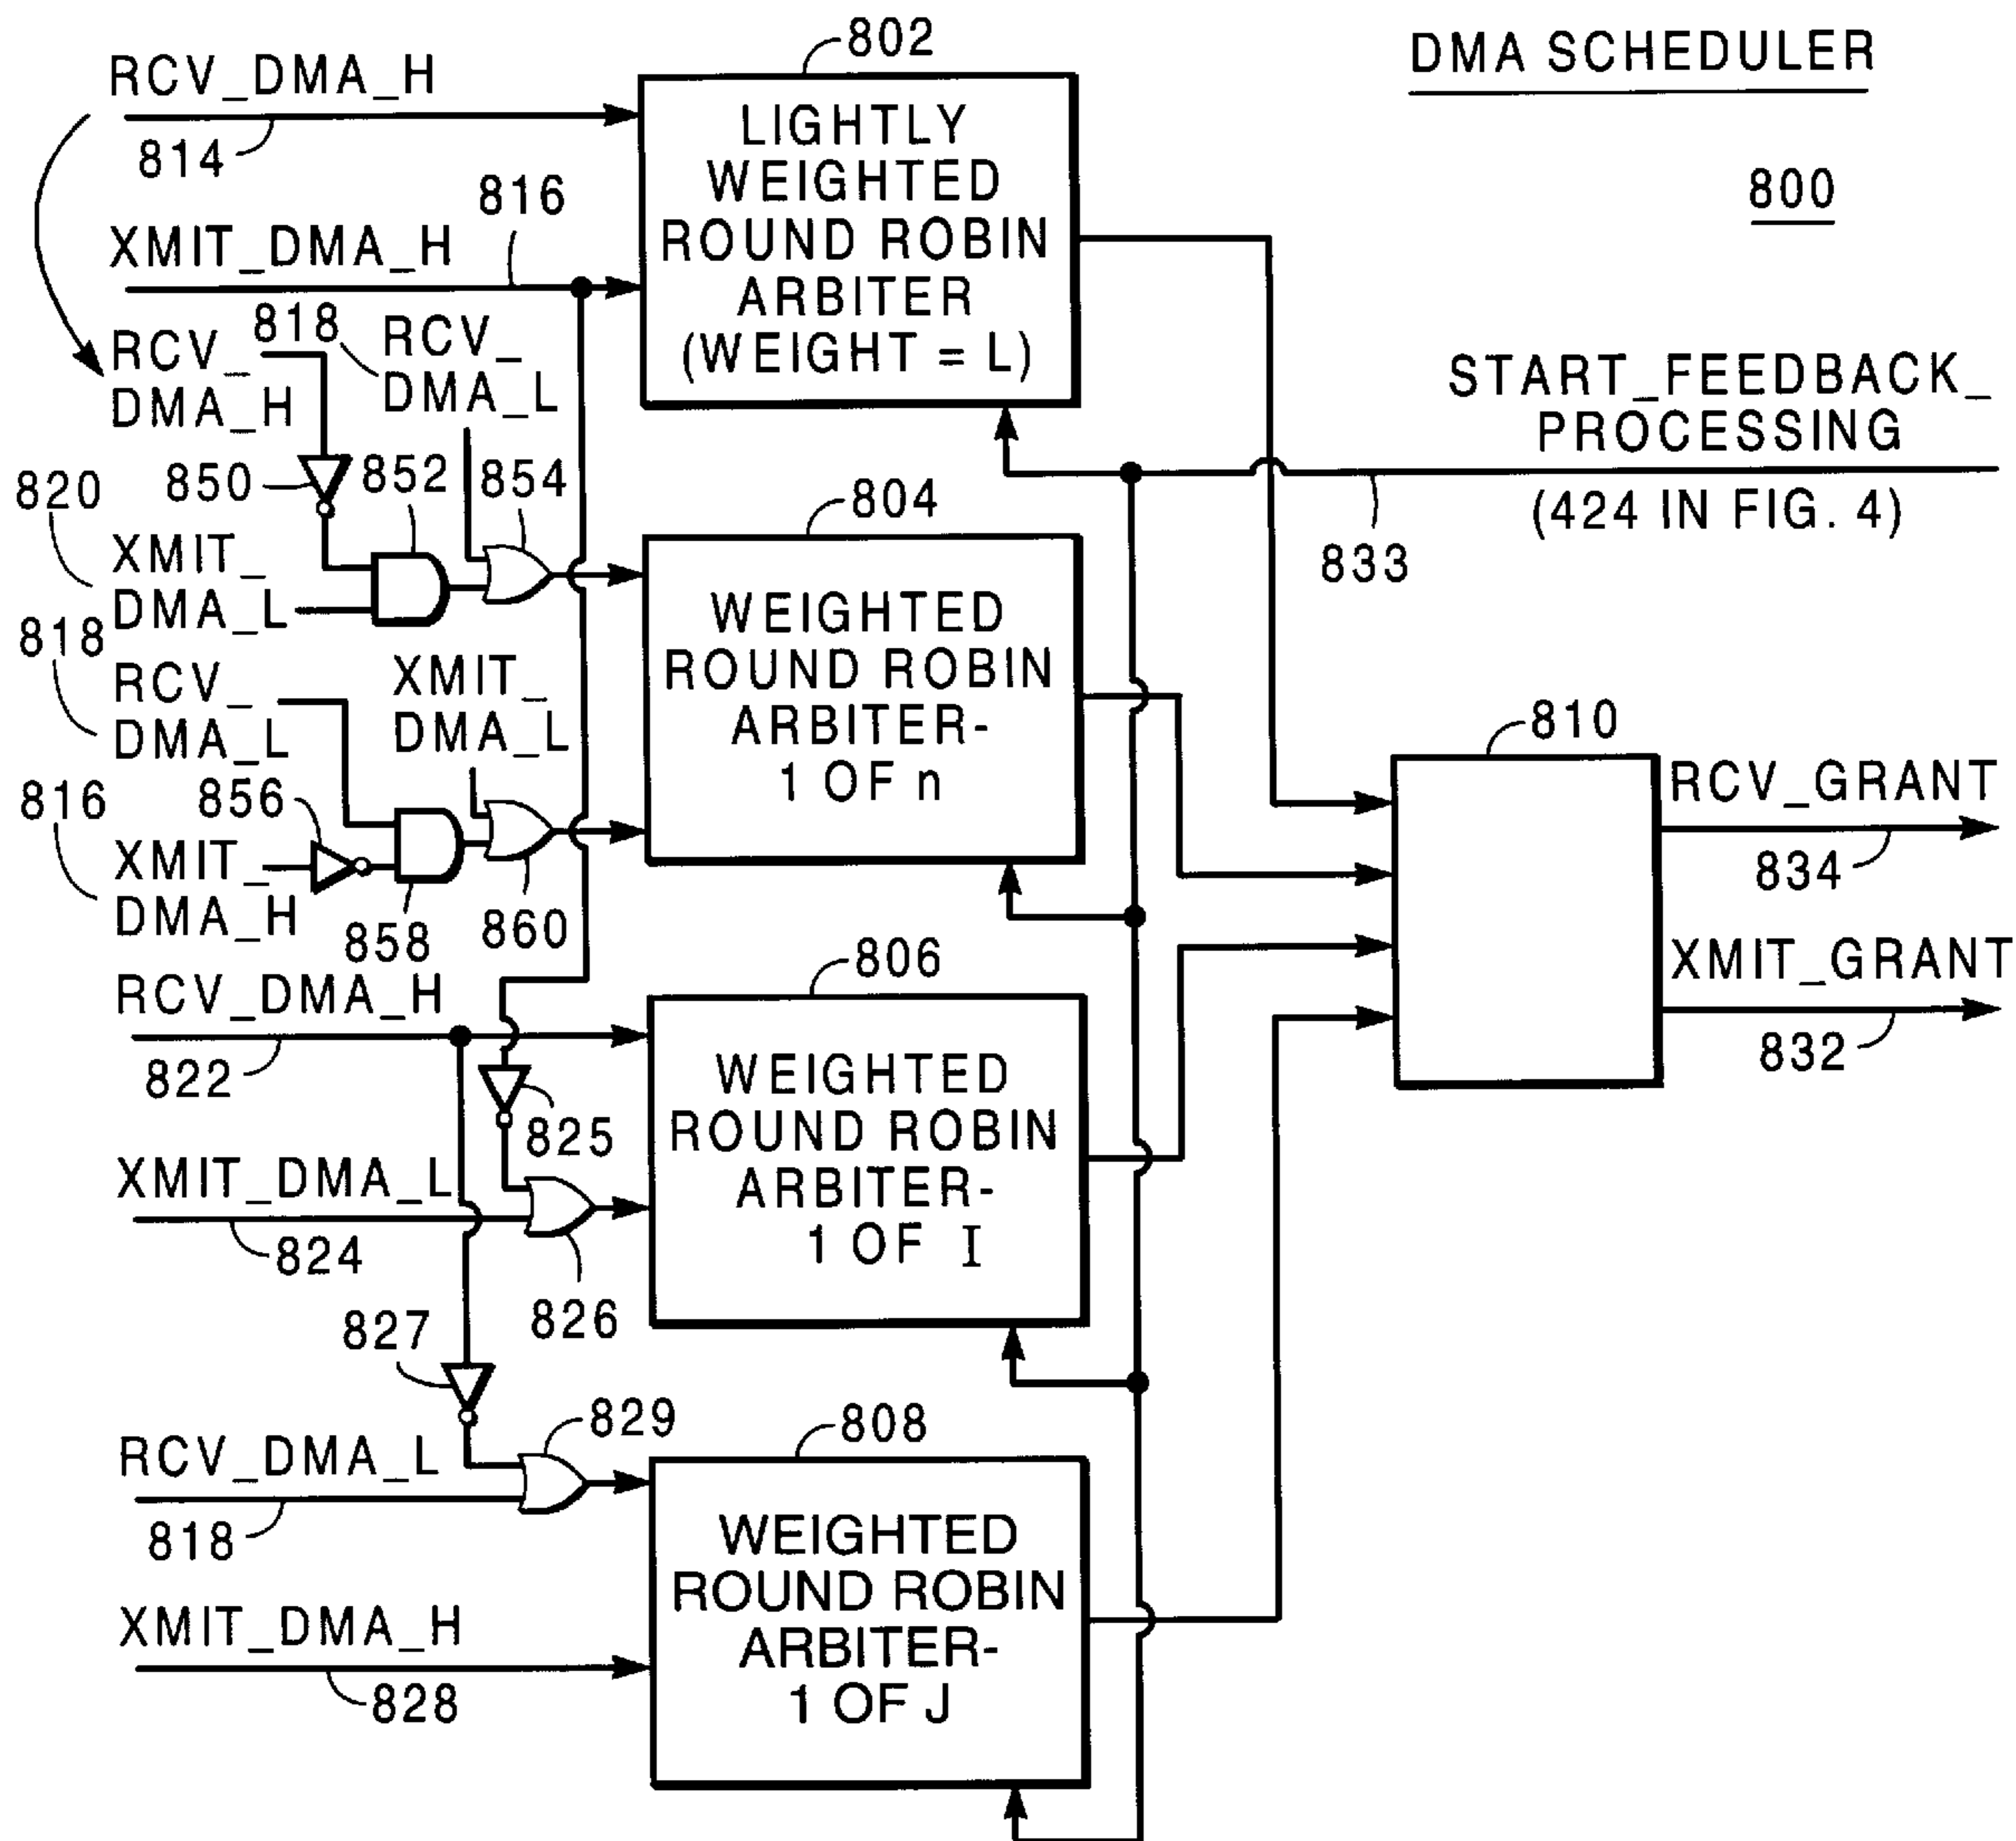 DMA SCHEDULER
800
RCV_DMA_H
814
802
LIGHTLY
WEIGHTED
ROUND ROBIN
ARBITER
(WEIGHT = L)
XMIT_DMA_H
816
RCV_
DMA_H
818
RCV_
DMA_L
850
852
854
820
XMIT_
DMA_L
START_FEEDBACK_
PROCESSING
(424 IN FIG. 4)
833
804
WEIGHTED
ROUND ROBIN
ARBITER-
1 OF n
818
RCV_
DMA_L
XMIT_
DMA_L
816
856
XMIT_
DMA_H
858
860
810
RCV_GRANT
834
XMIT_GRANT
832
RCV_DMA_H
822
806
WEIGHTED
ROUND ROBIN
ARBITER-
1 OF I
825
XMIT_DMA_L
824
826
827
829
RCV_DMA_L
818
808
WEIGHTED
ROUND ROBIN
ARBITER-
1 OF J
XMIT_DMA_H
828